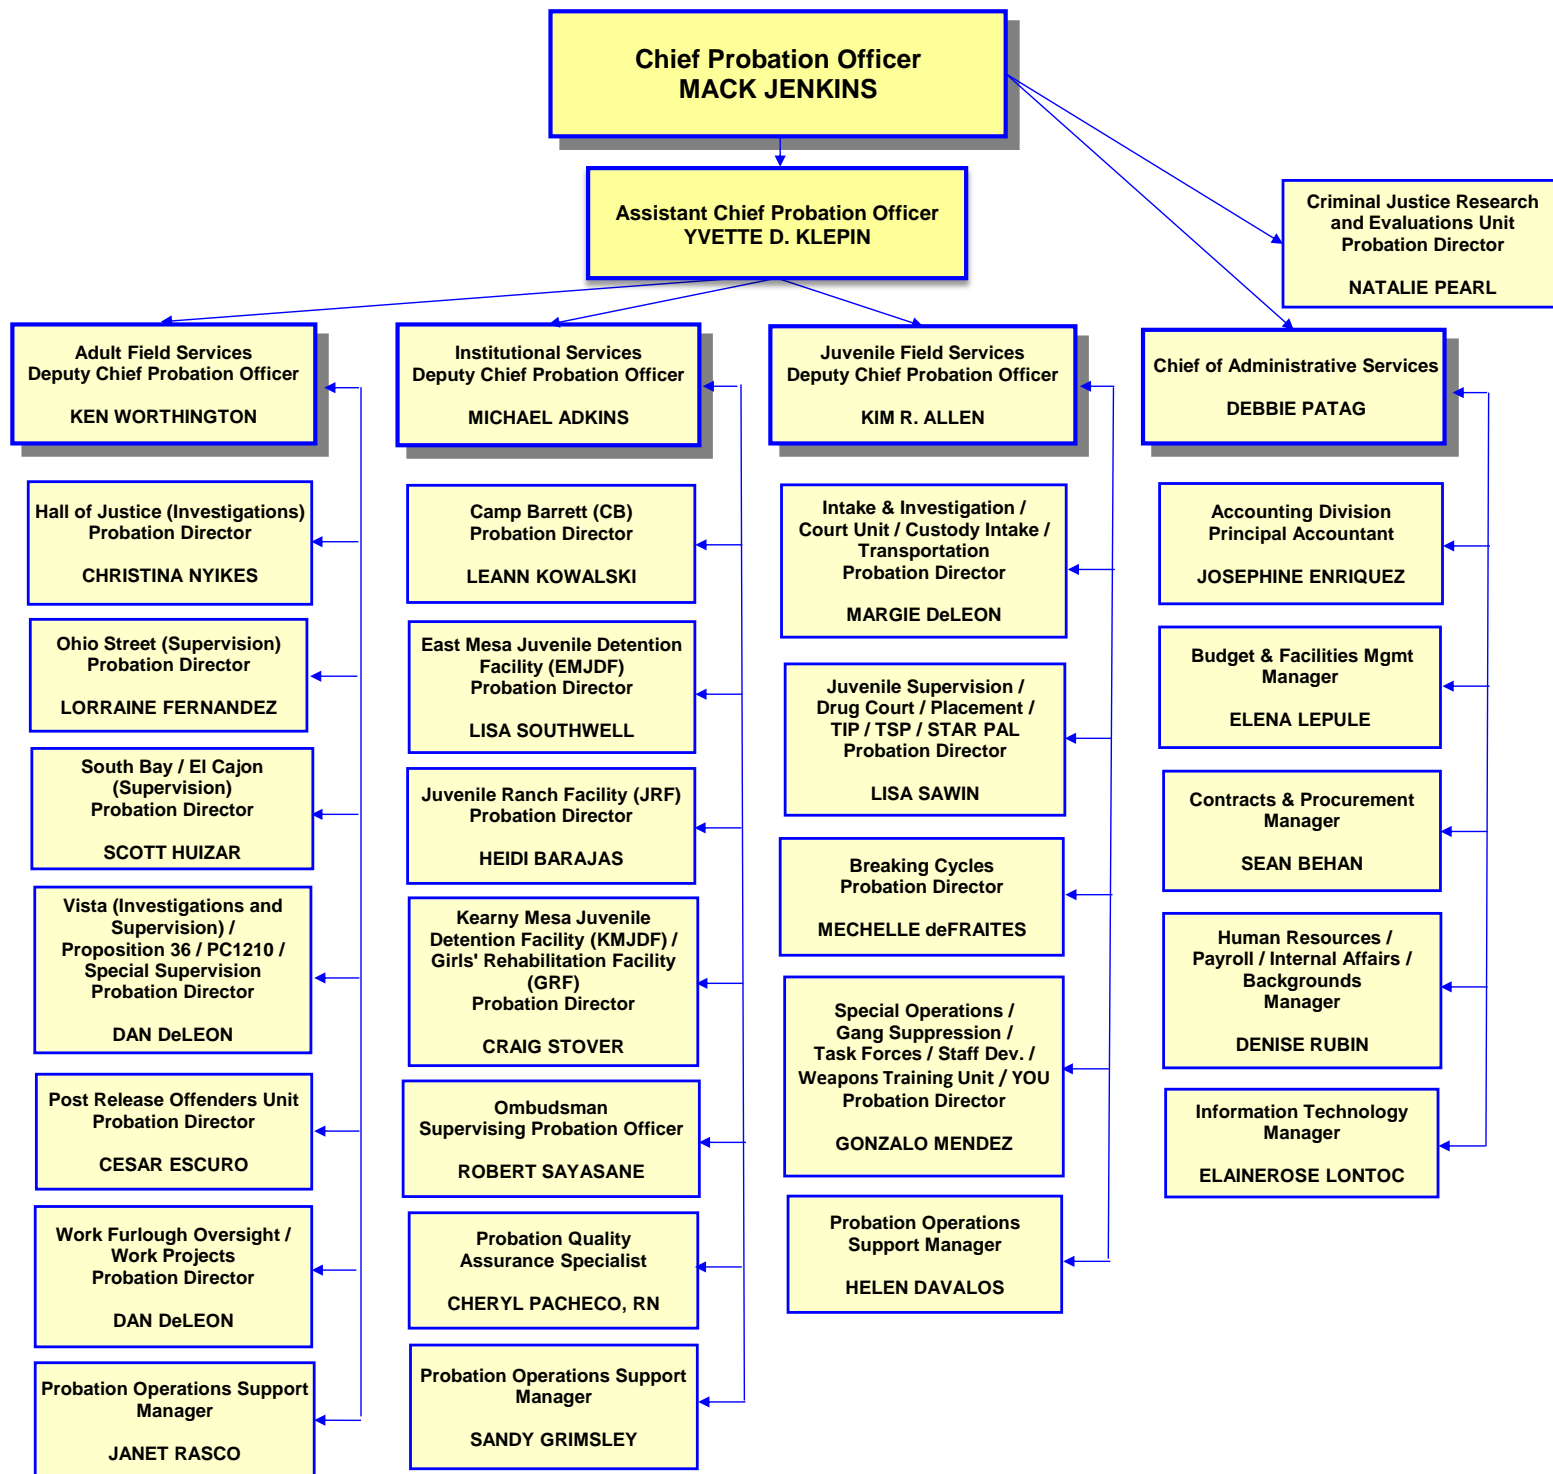 Chief Probation Officer
MACK JENKINS
Assistant Chief Probation Officer
YVETTE D. KLEPIN
Criminal Justice Research
and Evaluations Unit
Probation Director
NATALIE PEARL
Adult Field Services
Deputy Chief Probation Officer
KEN WORTHINGTON
Hall of Justice (Investigations)
Probation Director
CHRISTINA NYIKES
Ohio Street (Supervision)
Probation Director
LORRAINE FERNANDEZ
South Bay / El Cajon
(Supervision)
Probation Director
SCOTT HUIZAR
Vista (Investigations and
Supervision) /
Proposition 36 / PC1210 /
Special Supervision
Probation Director
DAN DeLEON
Post Release Offenders Unit
Probation Director
CESAR ESCURO
Work Furlough Oversight /
Work Projects
Probation Director
DAN DeLEON
Probation Operations Support
Manager
JANET RASCO
Institutional Services
Deputy Chief Probation Officer
MICHAEL ADKINS
Camp Barrett (CB)
Probation Director
LEANN KOWALSKI
East Mesa Juvenile Detention
Facility (EMJDF)
Probation Director
LISA SOUTHWELL
Juvenile Ranch Facility (JRF)
Probation Director
HEIDI BARAJAS
Kearny Mesa Juvenile
Detention Facility (KMJDF) /
Girls' Rehabilitation Facility
(GRF)
Probation Director
CRAIG STOVER
Ombudsman
Supervising Probation Officer
ROBERT SAYASANE
Probation Quality
Assurance Specialist
CHERYL PACHECO, RN
Probation Operations Support
Manager
SANDY GRIMSLEY
Juvenile Field Services
Deputy Chief Probation Officer
KIM R. ALLEN
Intake & Investigation /
Court Unit / Custody Intake /
Transportation
Probation Director
MARGIE DeLEON
Juvenile Supervision /
Drug Court / Placement /
TIP / TSP / STAR PAL
Probation Director
LISA SAWIN
Breaking Cycles
Probation Director
MECHELLE deFRAITES
Special Operations /
Gang Suppression /
Task Forces / Staff Dev. /
Weapons Training Unit / YOU
Probation Director
GONZALO MENDEZ
Probation Operations
Support Manager
HELEN DAVALOS
Chief of Administrative Services
DEBBIE PATAG
Accounting Division
Principal Accountant
JOSEPHINE ENRIQUEZ
Budget & Facilities Mgmt
Manager
ELENA LEPULE
Contracts & Procurement
Manager
SEAN BEHAN
Human Resources /
Payroll / Internal Affairs /
Backgrounds
Manager
DENISE RUBIN
Information Technology
Manager
ELAINEROSE LONTOC